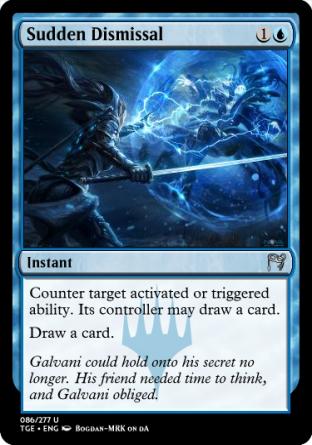 Sudden Dismissal 1
Instant
Counter target activated or triggered
ability. Its controller may draw a card.
Draw a card.
Galvani could hold onto his secret no
longer. His friend needed time to think,
and Galvani obliged.
086/277 U
TGE • ENG Bogdan-MRK on dA